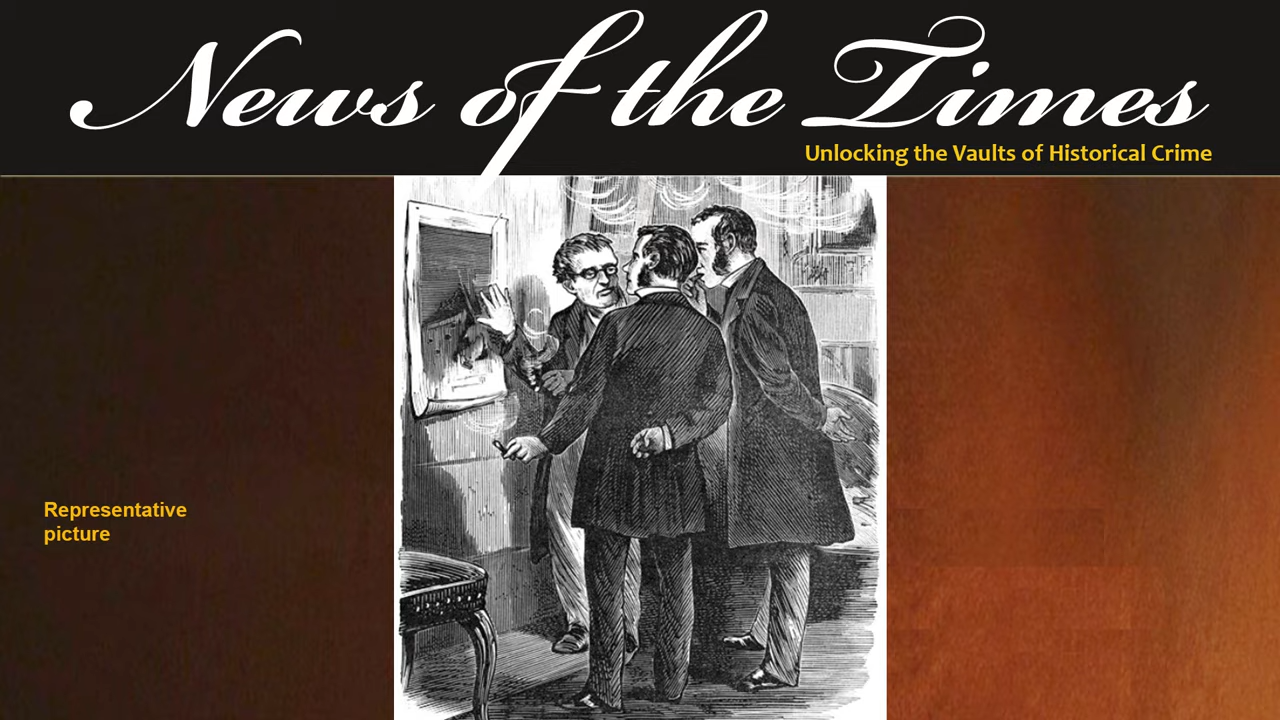 News of the Times
Unlocking the Vaults of Historical Crime
Representative
picture